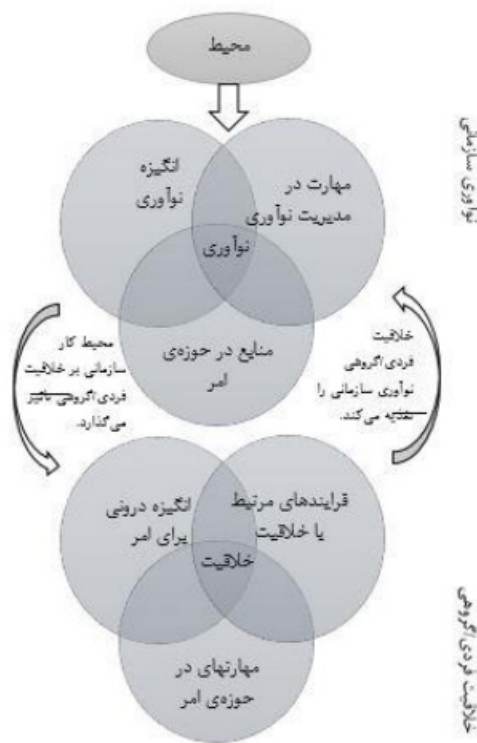 محیط
انگیزه
نوآوری
مهارت در
مدیریت نوآوری
نوآوری
منابع در حوزه‌ی
امر
نوآوری سازمانی
محیط کار
سازمانی بر خلاقیت
فردی/گروهی تاثیر
می‌گذارد.
خلاقیت
فردی/گروهی
نوآوری سازمانی را
تغذیه می‌کند.
انگیزه درونی
برای امر
فرایندهای مرتبط
با خلاقیت
خلاقیت
مهارتهای در
حوزه‌ی امر
خلاقیت فردی/گروهی